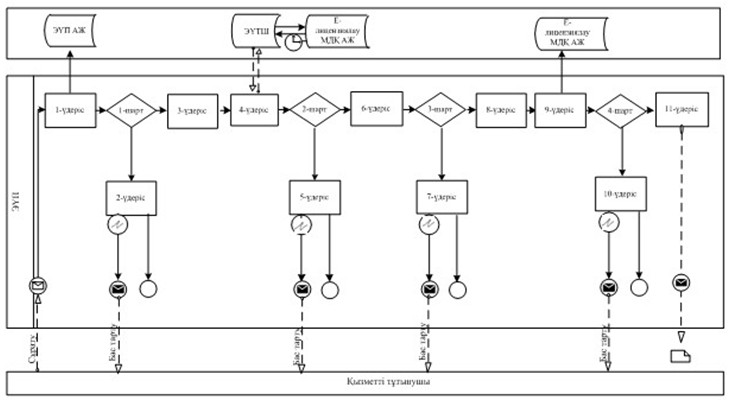 ЭҮП АЖ
ЭҮТШ
Е-
лицензиялау
МДҚ АЖ
Е-
лицензиялау
МДҚ АЖ
1-үдеріс
1-шарт
3-үдеріс
4-үдеріс
2-шарт
6-үдеріс
3-шарт
8-үдеріс
9-үдеріс
4-шарт
11-үдеріс
2-үдеріс
5-үдеріс
7-үдеріс
10-үдеріс
ЭҮП
Сұрату
Бас тарту
Бас тарту
Бас тарту
Бас тарту
Қызметті тұтынушы